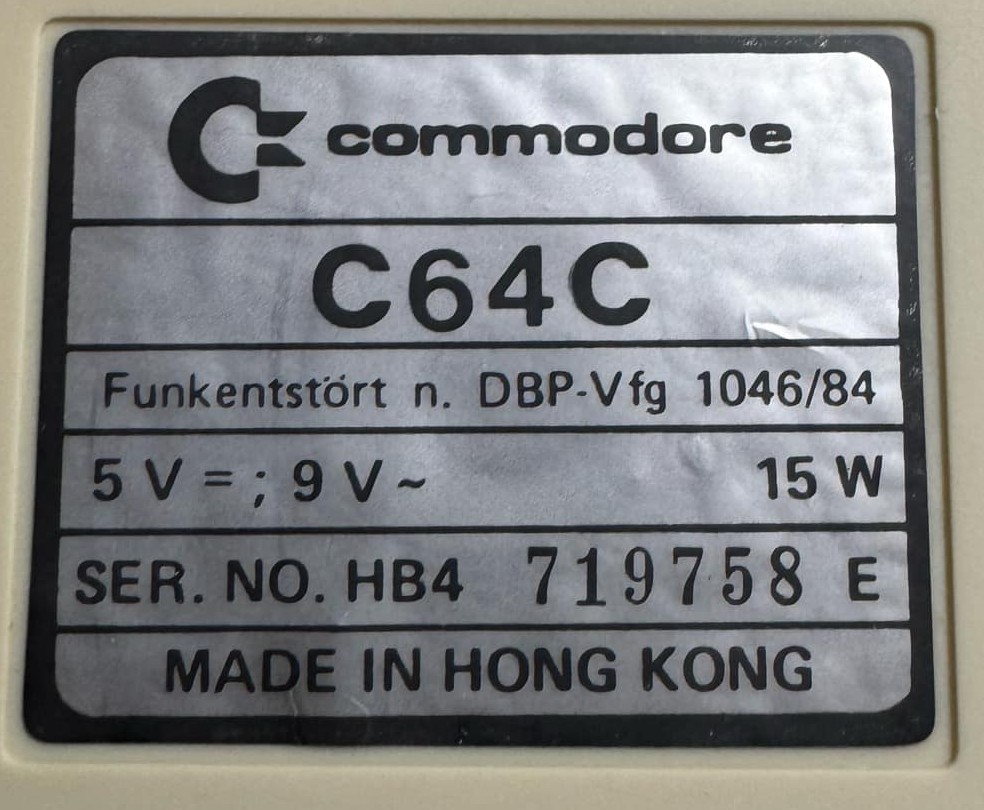 commodore
C64C
Funkentstört n. DBP-Vfg 1046/84
5 V = ; 9 V ~ 15 W
SER. NO. HB4 719758 E
MADE IN HONG KONG